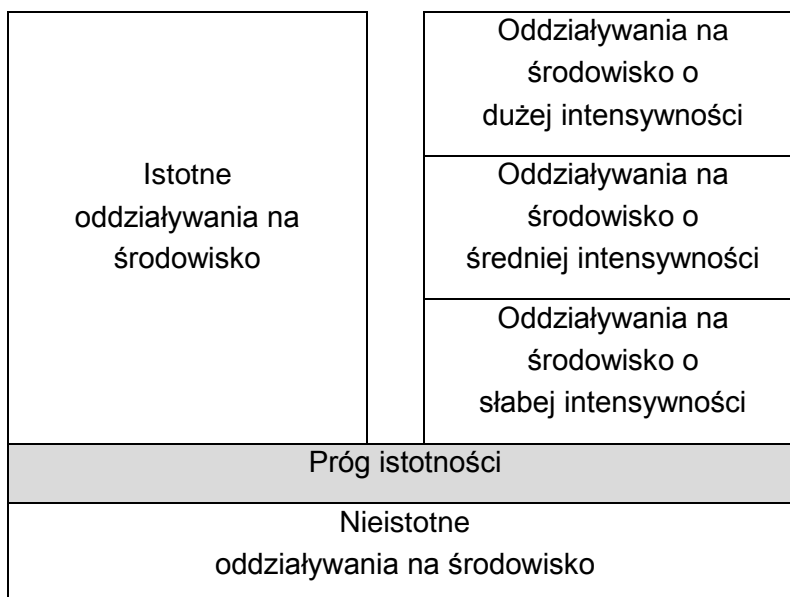 Istotne
oddziaływania na
środowisko
Oddziaływania na
środowisko o
dużej intensywności
Oddziaływania na
środowisko o
średniej intensywności
Oddziaływania na
środowisko o
słabej intensywności
Próg istotności
Nieistotne
oddziaływania na środowisko